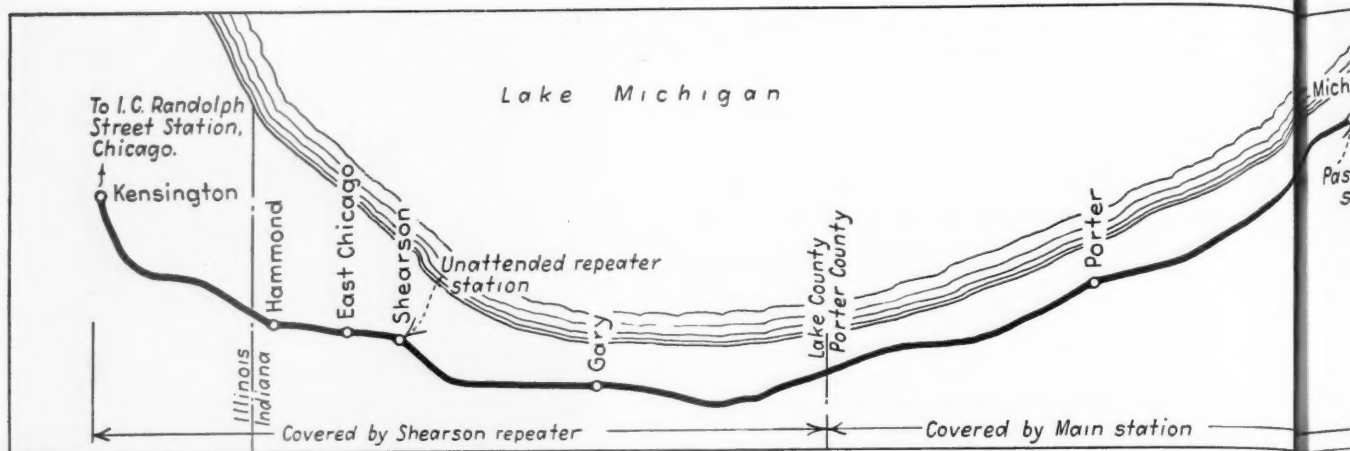 Lake Michigan
To I.C. Randolph
Street Station,
Chicago.
Kensington
Hammond
East Chicago
Shearson
Unattended repeater
station
Gary
Lake County
Porter County
Porter
Illinois
Indiana
Covered by Shearson repeater
Covered by Main station